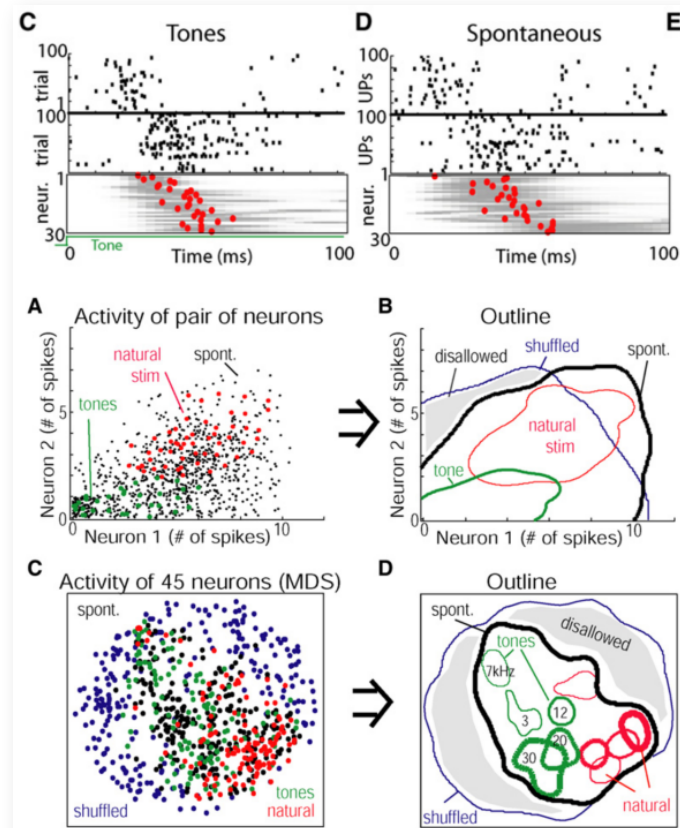 C Tones D Spontaneous E
100
trial
1
100
trial
1
1
neur.
30
Tone
Time (ms) 100
100
UPs
1
100
UPs
1
1
neur.
30
Time (ms) 100
A Activity of pair of neurons
natural
stim
spont.
tones
Neuron 2 (# of spikes)
5
0
0 10
Neuron 1 (# of spikes)
B Outline
disallowed
shuffled
spont.
natural
stim
tone
Neuron 2 (# of spikes)
5
0
0 10
Neuron 1 (# of spikes)
C Activity of 45 neurons (MDS)
spont.
shuffled
tones
natural
D Outline
spont.
disallowed
tones
7kHz
3
12
20
30
shuffled
natural